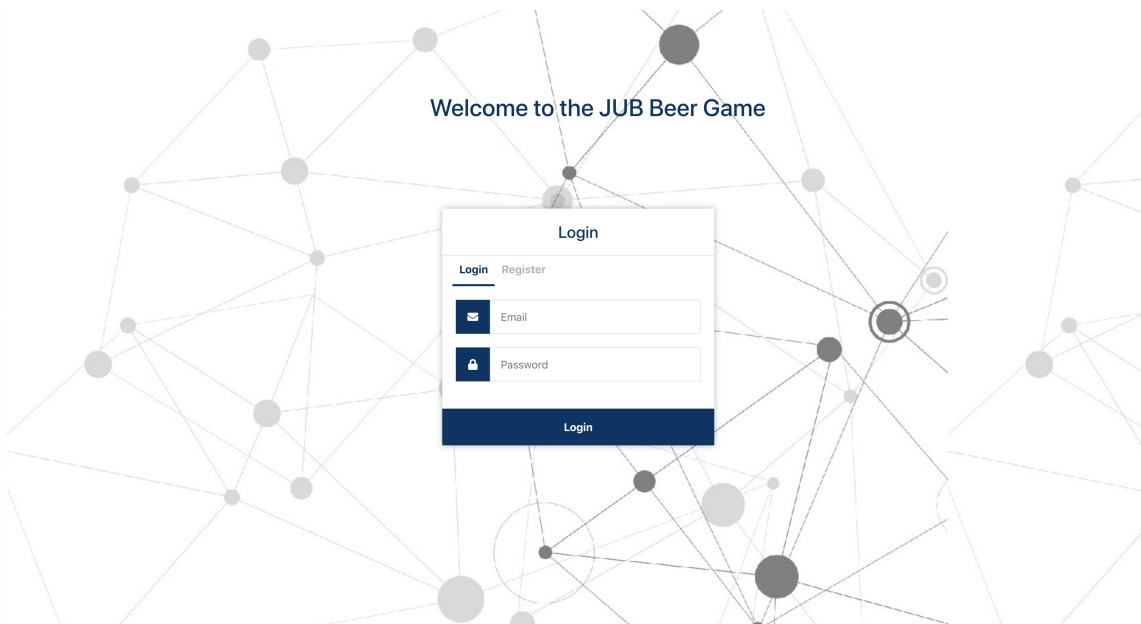 Welcome to the JUB Beer Game
Login
Login Register
Email
Password
Login